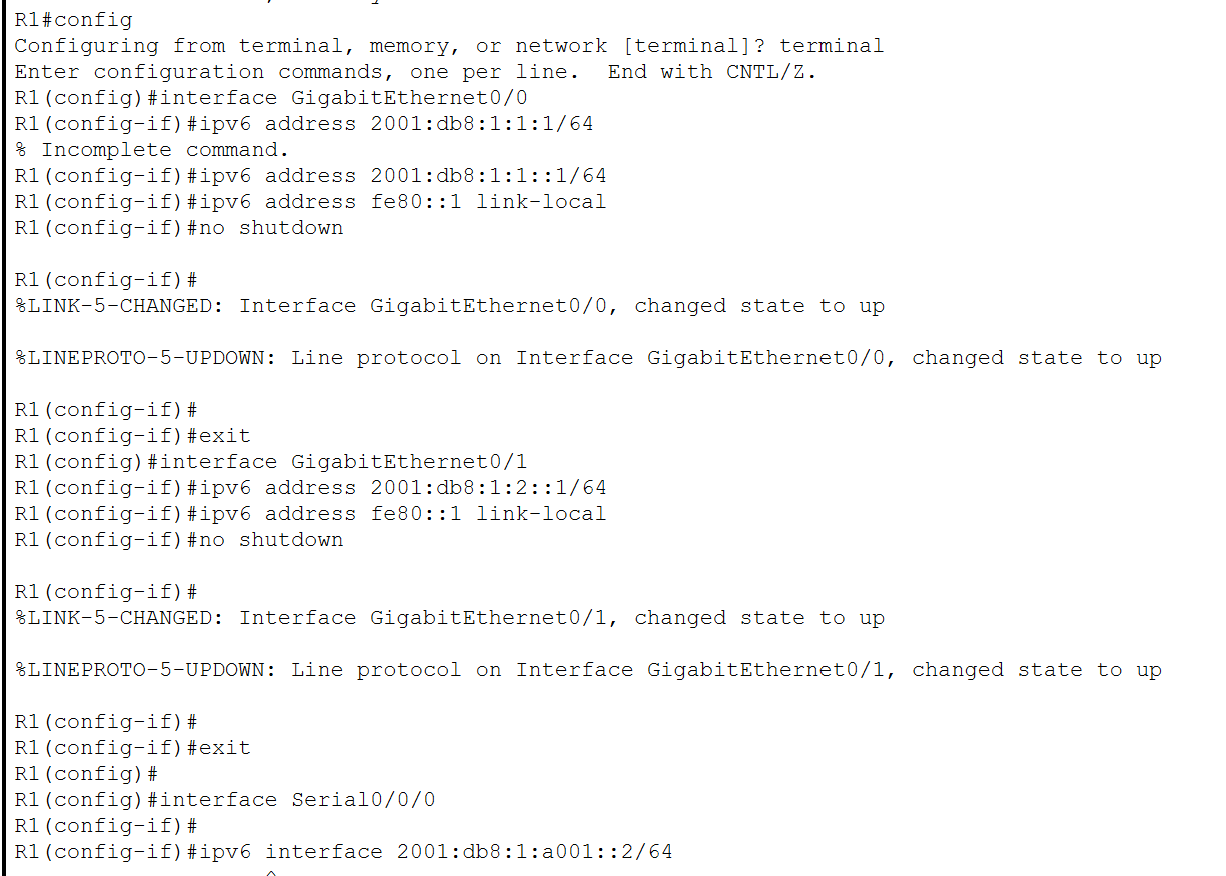 R1#config
Configuring from terminal, memory, or network [terminal]? terminal
Enter configuration commands, one per line.  End with CNTL/Z.
R1(config)#interface GigabitEthernet0/0
R1(config-if)#ipv6 address 2001:db8:1:1:1/64
% Incomplete command.
R1(config-if)#ipv6 address 2001:db8:1:1::1/64
R1(config-if)#ipv6 address fe80::1 link-local
R1(config-if)#no shutdown

R1(config-if)#
%LINK-5-CHANGED: Interface GigabitEthernet0/0, changed state to up

%LINEPROTO-5-UPDOWN: Line protocol on Interface GigabitEthernet0/0, changed state to up

R1(config-if)#
R1(config-if)#exit
R1(config)#interface GigabitEthernet0/1
R1(config-if)#ipv6 address 2001:db8:1:2::1/64
R1(config-if)#ipv6 address fe80::1 link-local
R1(config-if)#no shutdown

R1(config-if)#
%LINK-5-CHANGED: Interface GigabitEthernet0/1, changed state to up

%LINEPROTO-5-UPDOWN: Line protocol on Interface GigabitEthernet0/1, changed state to up

R1(config-if)#
R1(config-if)#exit
R1(config)#
R1(config)#interface Serial0/0/0
R1(config-if)#
R1(config-if)#ipv6 interface 2001:db8:1:a001::2/64
^